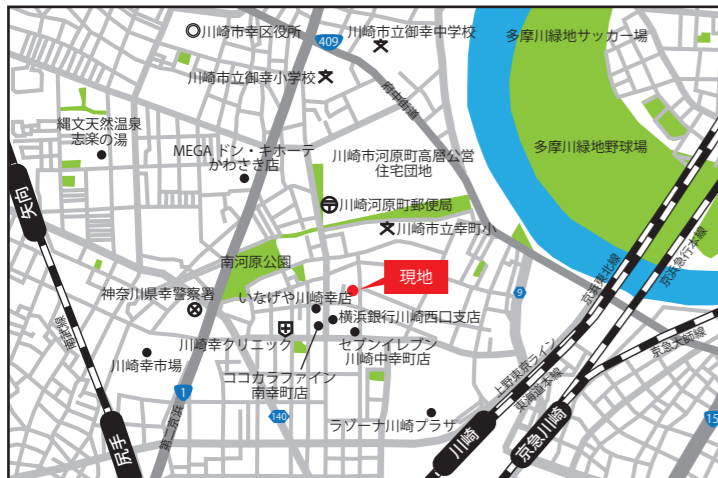 川崎市幸区役所
409
川崎市立御幸中学校
多摩川緑地サッカー場
川崎市立御幸小学校
府中街道
縄文天然温泉
志楽の湯
MEGA ドン・キホーテ
かわさき店
川崎市河原町高層公営
住宅団地
多摩川緑地野球場
矢向
川崎河原町郵便局
川崎市立幸町小
南河原公園
現地
京浜東北線
京浜急行本線
9
神奈川県幸警察署
いなげや川崎幸店
横浜銀行川崎西口支店
南武線
川崎幸クリニック
セブンイレブン
川崎中幸町店
川崎幸市場
ココカラファイン
南幸町店
上野東京ライン
東海道本線
京急大師線
1
第二京浜
140
ラゾーナ川崎プラザ
尻手
川崎
京急川崎
15